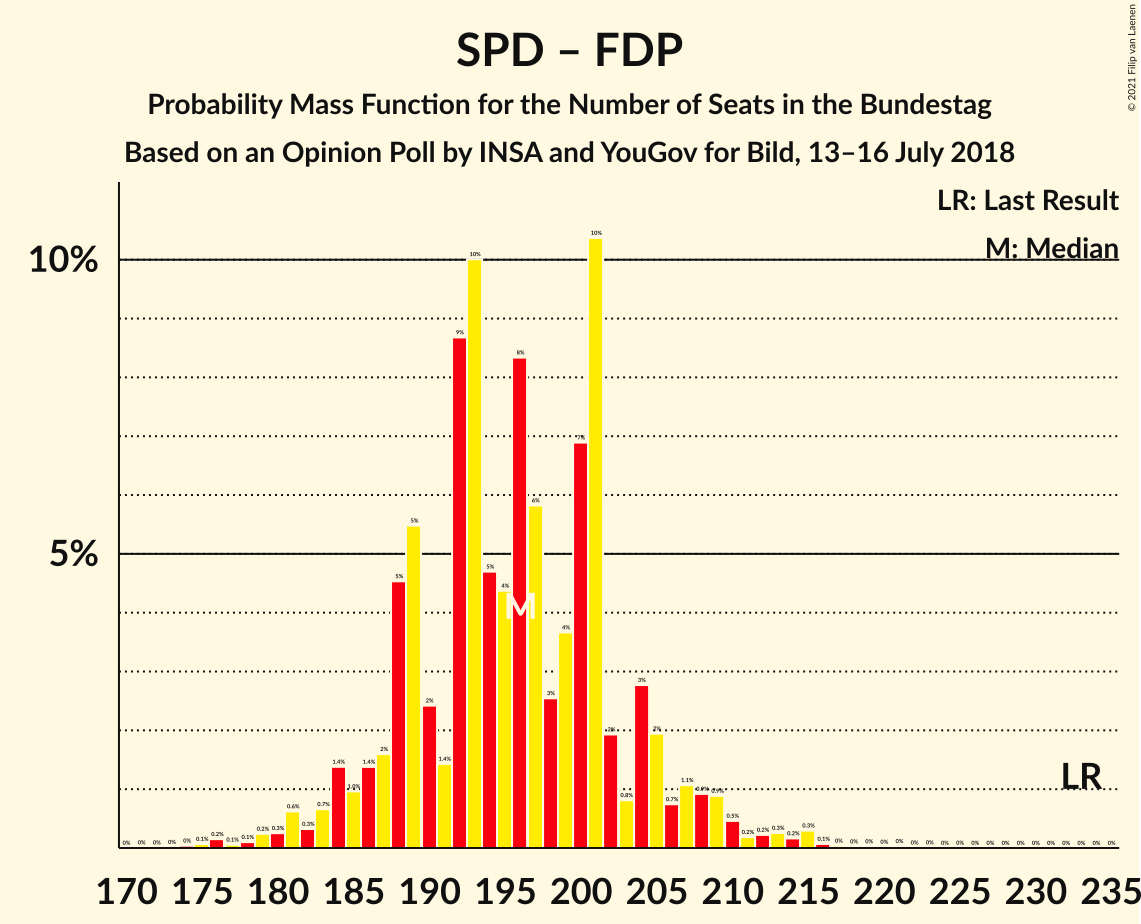 SPD – FDP
Probability Mass Function for the Number of Seats in the Bundestag
Based on an Opinion Poll by INSA and YouGov for Bild, 13–16 July 2018
© 2021 Filip van Laenen
LR: Last Result
M: Median
10%
5%
0% 0% 0% 0% 0% 0.1% 0.2% 0.1% 0.1% 0.2% 0.3% 0.6% 0.3% 0.7% 1.4% 1.0% 1.4% 2% 5% 5% 2% 1.4% 9% 10% 5% 4% 8% 6% 3% 4% 7% 10% 2% 0.8% 3% 2% 0.7% 1.1% 0.9% 0.9% 0.5% 0.2% 0.2% 0.3% 0.2% 0.3% 0.1% 0% 0% 0% 0% 0% 0% 0% 0% 0% 0% 0% 0% 0% 0% 0% 0% 0% 0% 0%
M
LR
170 175 180 185 190 195 200 205 210 215 220 225 230 235